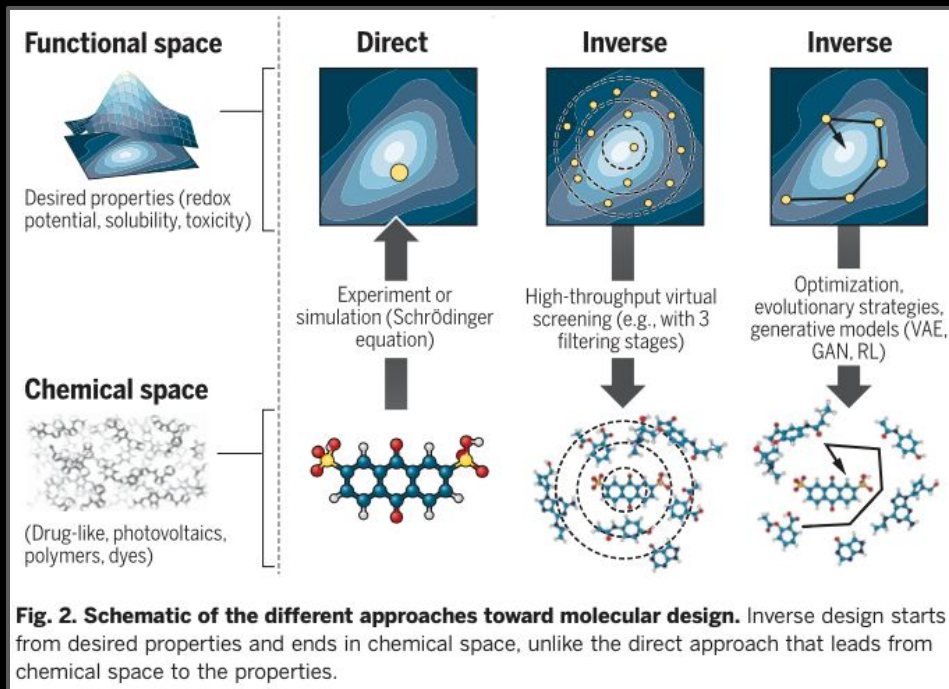 Functional space
Direct
Inverse
Inverse
Desired properties (redox
potential, solubility, toxicity)
Experiment or
simulation (Schrödinger
equation)
High-throughput virtual
screening (e.g., with 3
filtering stages)
Optimization,
evolutionary strategies,
generative models (VAE,
GAN, RL)
Chemical space
(Drug-like, photovoltaics,
polymers, dyes)
Fig. 2. Schematic of the different approaches toward molecular design. Inverse design starts
from desired properties and ends in chemical space, unlike the direct approach that leads from
chemical space to the properties.